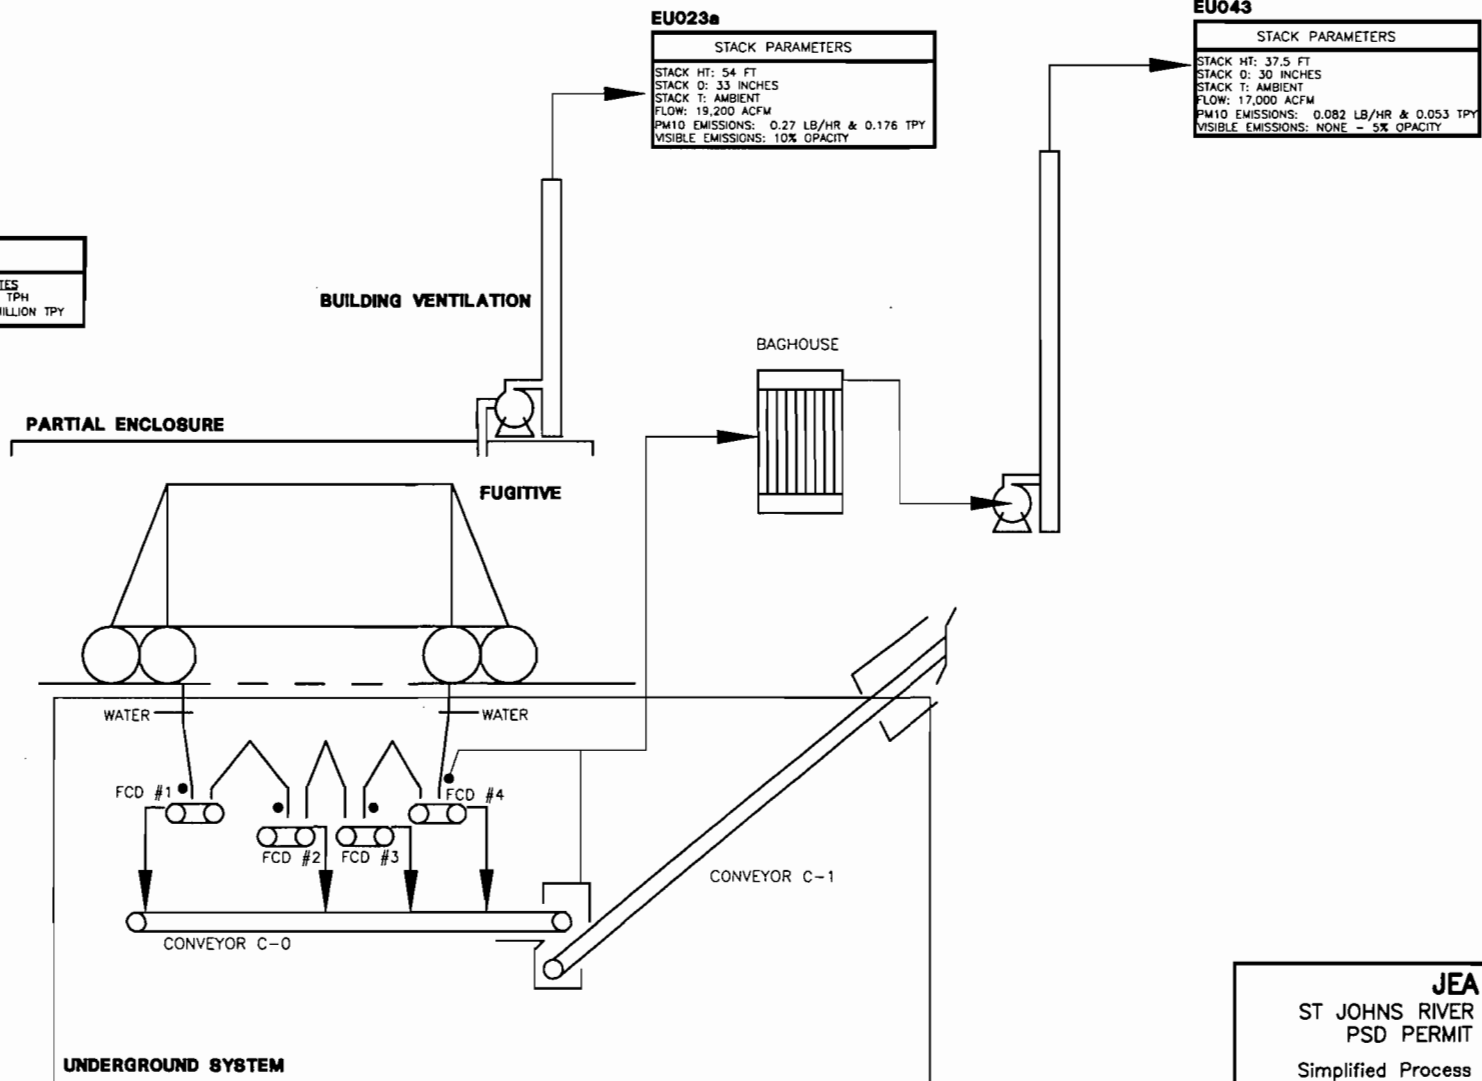 EU023a
STACK PARAMETERS
STACK HT: 54 FT
STACK D: 33 INCHES
STACK T: AMBIENT
FLOW: 19,200 ACFM
PM10 EMISSIONS: 0.27 LB/HR & 0.176 TPY
VISIBLE EMISSIONS: 10% OPACITY
EU043
STACK PARAMETERS
STACK HT: 37.5 FT
STACK D: 30 INCHES
STACK T: AMBIENT
FLOW: 17,000 ACFM
PM10 EMISSIONS: 0.082 LB/HR & 0.053 TPY
VISIBLE EMISSIONS: NONE - 5% OPACITY
TPH
TPY
BUILDING VENTILATION
BAGHOUSE
PARTIAL ENCLOSURE
FUGITIVE
WATER
WATER
FCD #1
FCD #4
FCD #2
FCD #3
CONVEYOR C-1
CONVEYOR C-0
UNDERGROUND SYSTEM
JEA
ST JOHNS RIVER
PSD PERMIT
Simplified Process